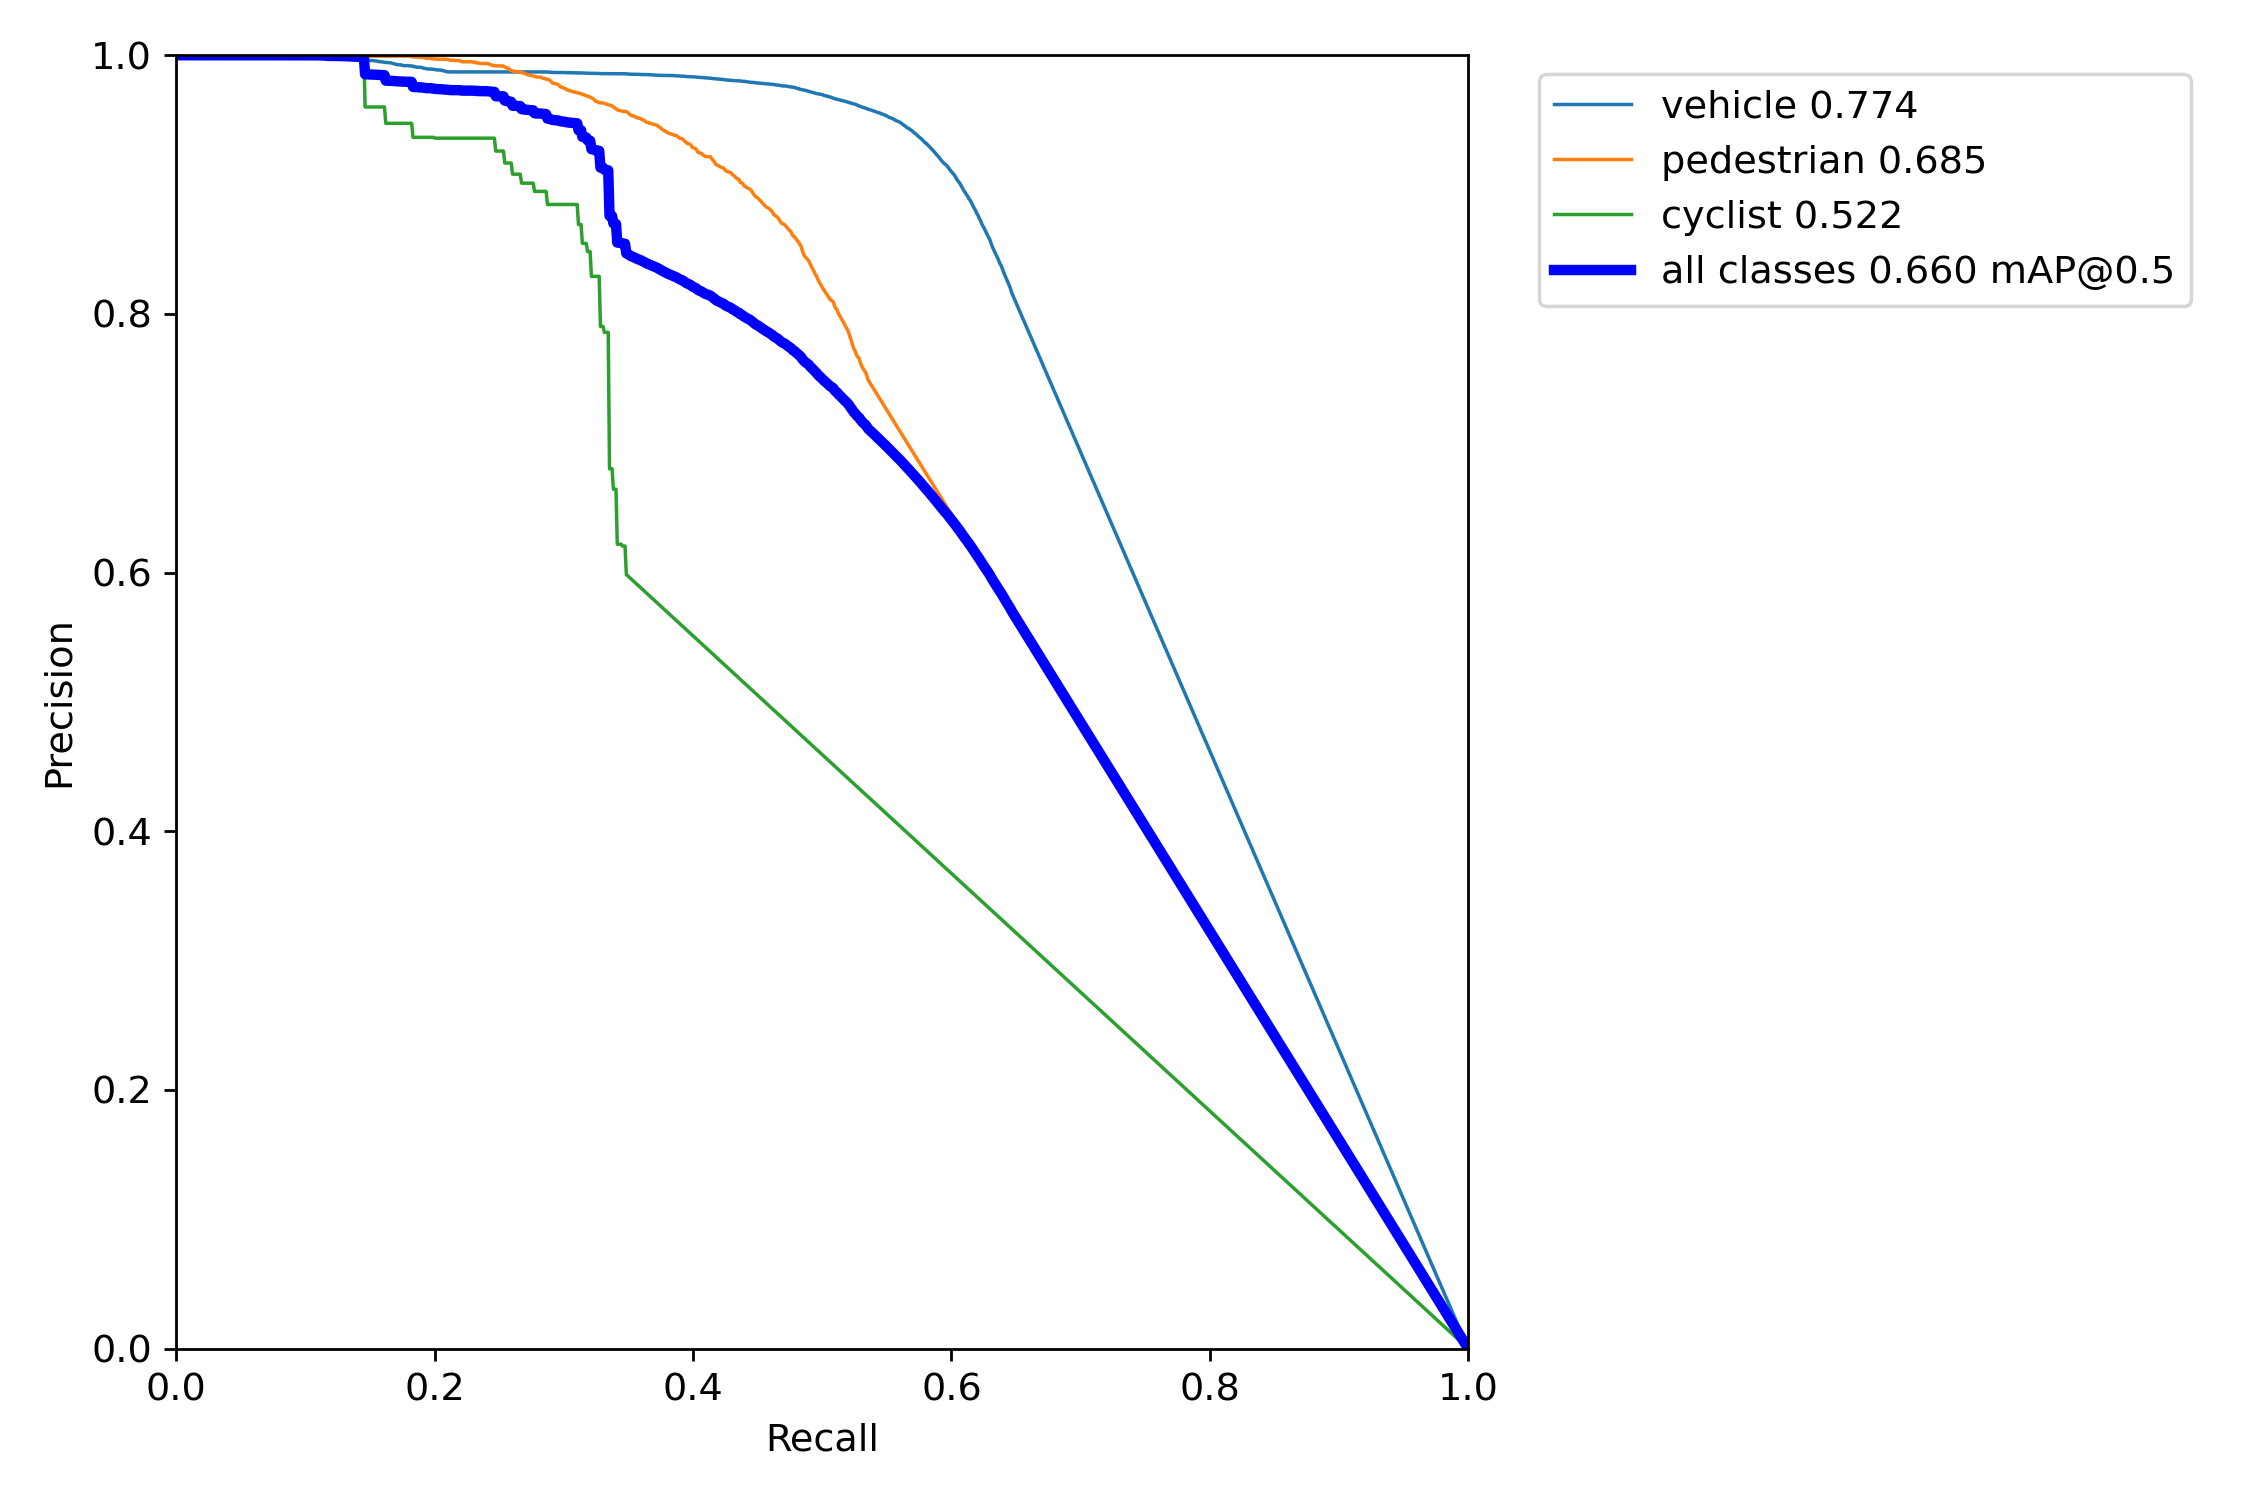 1.0
0.8
0.6
0.4
0.2
0.0
Precision
0.0 0.2 0.4 0.6 0.8 1.0
Recall
vehicle 0.774
pedestrian 0.685
cyclist 0.522
all classes 0.660 mAP@0.5